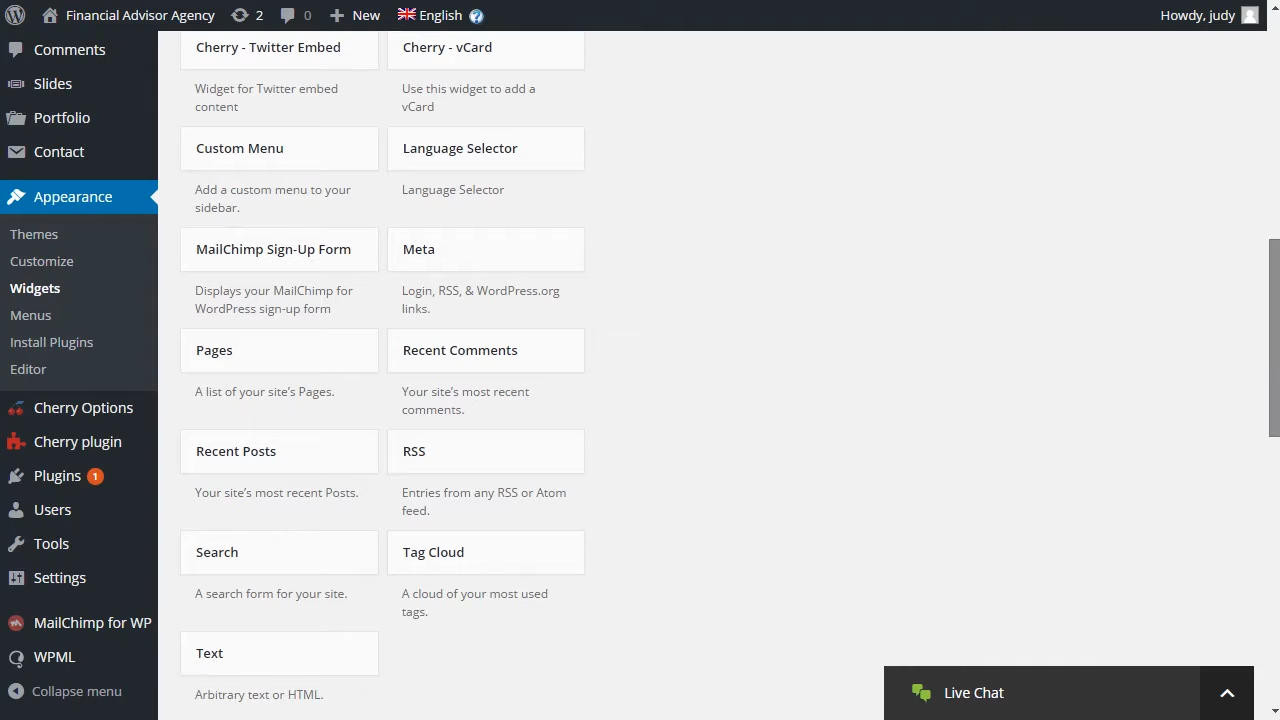 Financial Advisor Agency
2
0
New
English
Howdy, judy
Comments
Slides
Portfolio
Contact
Appearance
Themes
Customize
Widgets
Menus
Install Plugins
Editor
Cherry Options
Cherry plugin
Plugins 1
Users
Tools
Settings
MailChimp for WP
WPML
Collapse menu
Cherry - Twitter Embed
Widget for Twitter embed
content
Cherry - vCard
Use this widget to add a
vCard
Custom Menu
Add a custom menu to your
sidebar.
Language Selector
Language Selector
MailChimp Sign-Up Form
Displays your MailChimp for
WordPress sign-up form
Meta
Login, RSS, & WordPress.org
links.
Pages
A list of your site’s Pages.
Recent Comments
Your site’s most recent
comments.
Recent Posts
Your site’s most recent Posts.
RSS
Entries from any RSS or Atom
feed.
Search
A search form for your site.
Tag Cloud
A cloud of your most used
tags.
Text
Arbitrary text or HTML.
Live Chat